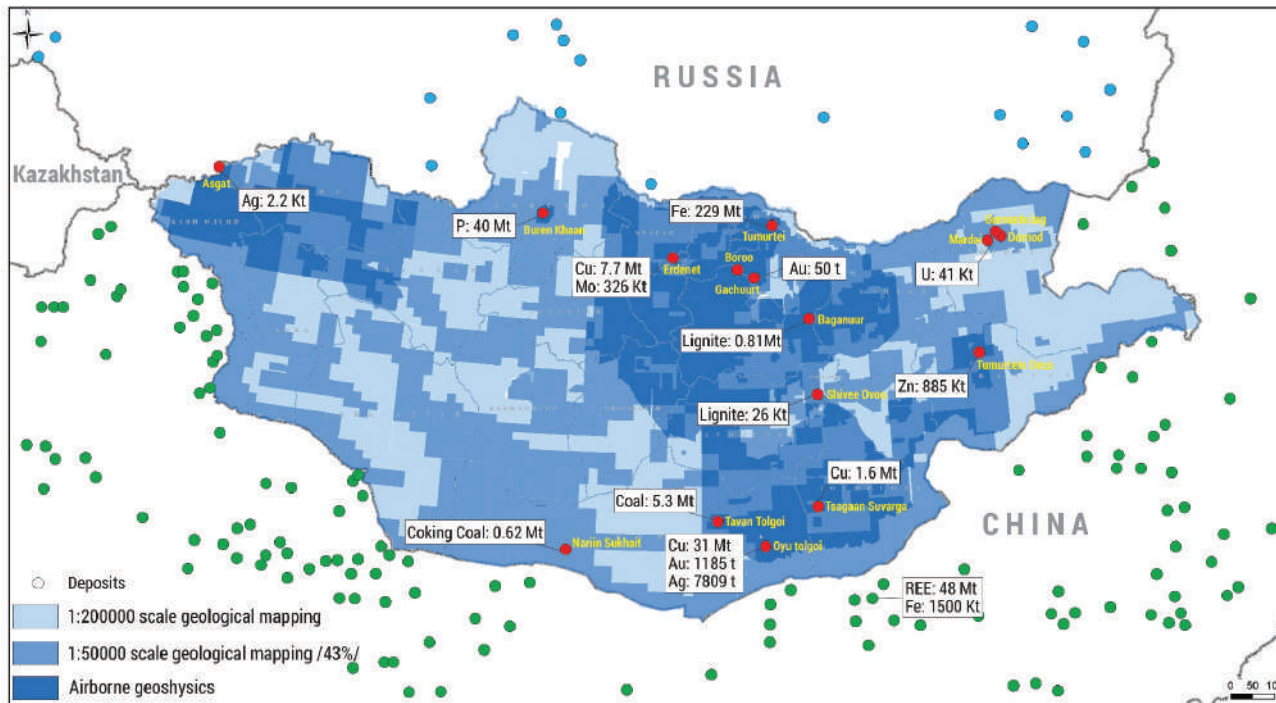 RUSSIA
Kazakhstan
Asgat
Ag: 2.2 Kt
P: 40 Mt
Buren Khaan
Fe: 229 Mt
Tumurtei
Erdenet
Cu: 7.7 Mt
Mo: 326 Kt
Boroo
Gachuurt
Au: 50 t
Mardai
Dornod
U: 41 Kt
Baganuur
Lignite: 0.81Mt
Zn: 885 Kt
Shivee Ovoo
Lignite: 26 Kt
Cu: 1.6 Mt
Tsagaan Suvarga
Coal: 5.3 Mt
Tavan Tolgoi
CHINA
Coking Coal: 0.62 Mt
Nariin Sukhait
Cu: 31 Mt
Au: 1185 t
Ag: 7809 t
Oyu tolgoi
REE: 48 Mt
Fe: 1500 Kt
Deposits
1:200000 scale geological mapping
1:50000 scale geological mapping /43%/
Airborne geoshysics
0 50 10